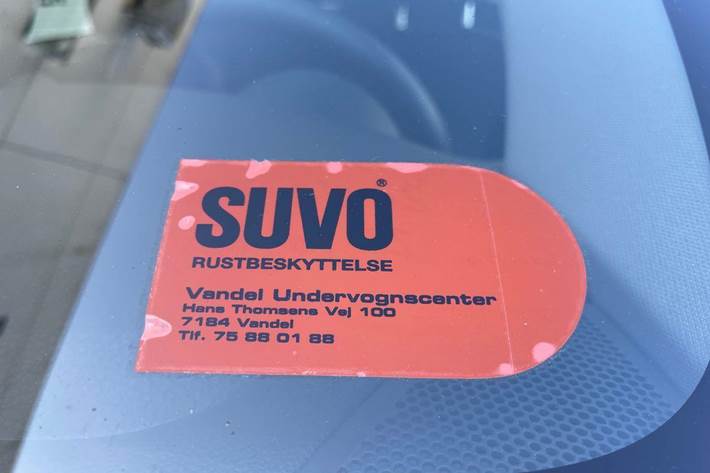 SUVO®
RUSTBESKYTTELSE
Vandel Undervognscenter
Hans Thomsens Vej 100
7184 Vandel
Tlf. 75 88 01 88